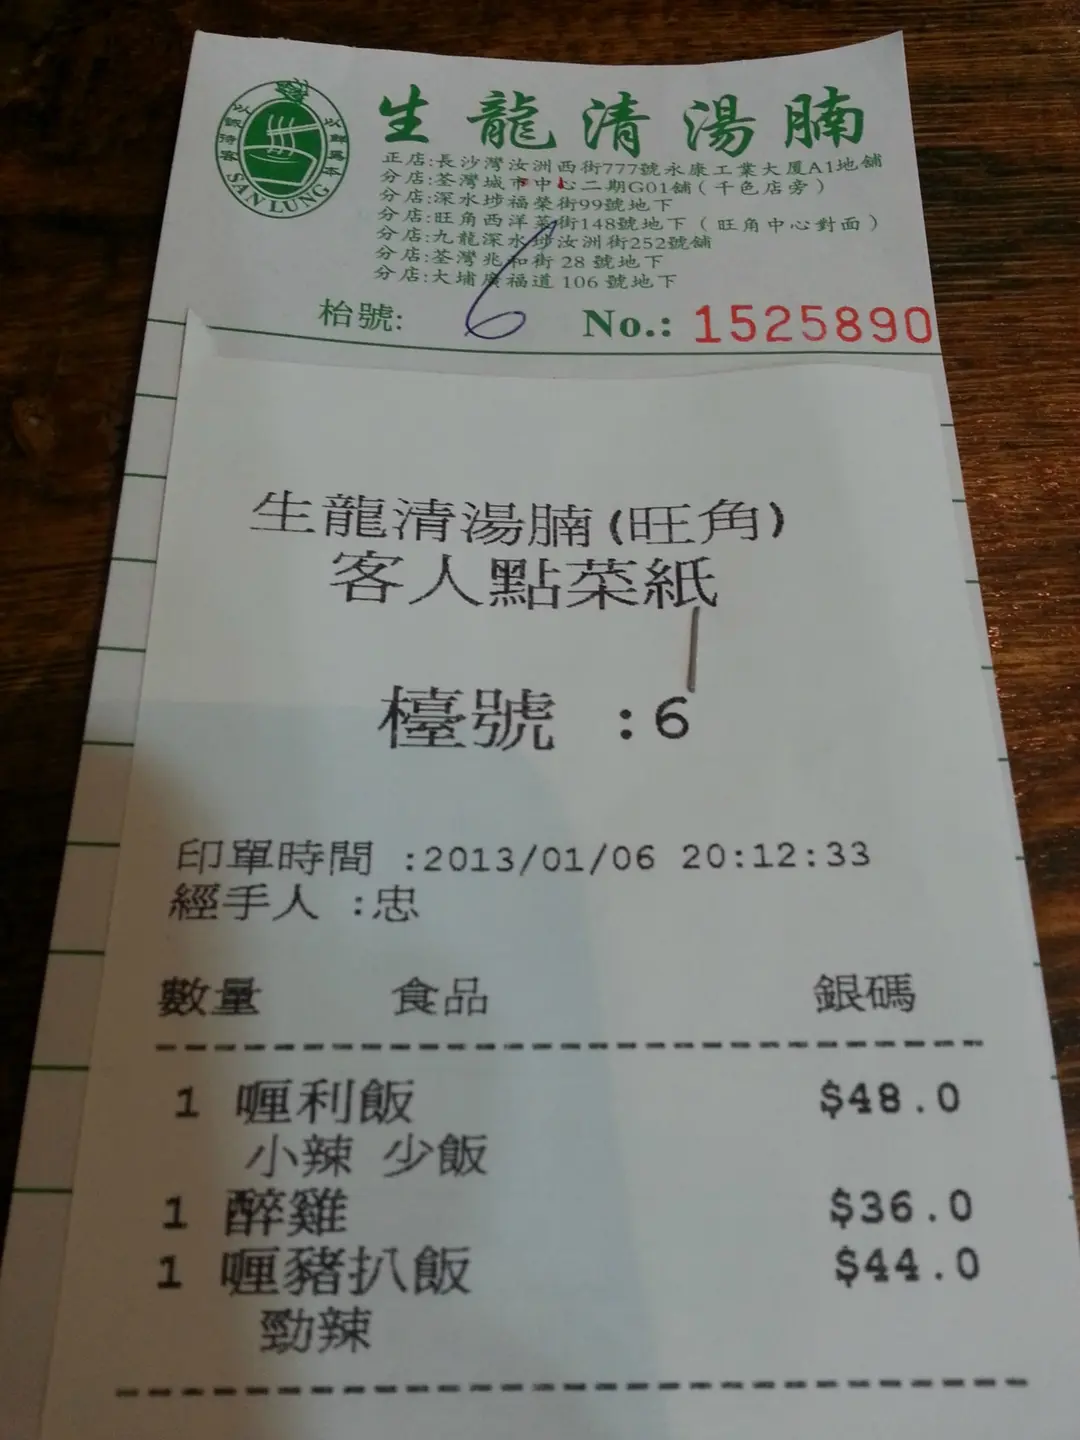 SAN LUNG
生龍清湯腩
正店:長沙灣汝洲西街777號永康工業大厦A1地舖
分店:荃灣城市中心二期G01舖(千色店旁)
分店:深水埗福榮街99號地下
分店:旺角西洋菜街148號地下(旺角中心對面)
分店:九龍深水埗汝洲街252號舖
分店:荃灣兆和街 28 號地下
分店:大埔廣福道 106 號地下
枱號: 6 No.: 1525890
生龍清湯腩(旺角)
客人點菜紙
檯號 :6
印單時間 :2013/01/06 20:12:33
經手人 :忠
數量 食品 銀碼
1 喱利飯 $48.0
小辣 少飯
1 醉雞 $36.0
1 喱豬扒飯 $44.0
勁辣